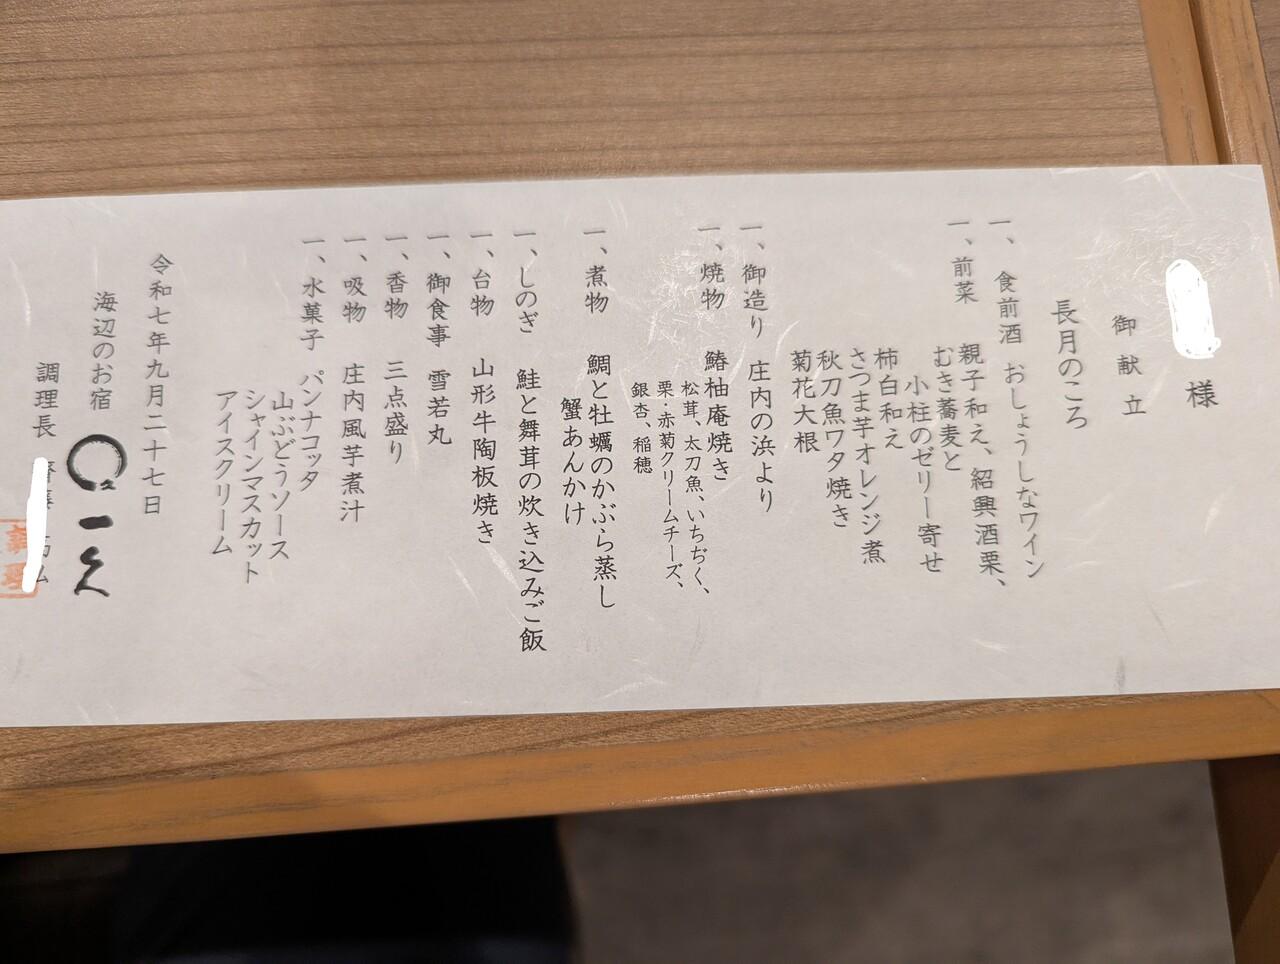 様
御献立
長月のころ
一、食前酒 おしょうしなワイン
一、前菜 親子和え、紹興酒栗、
むき蕎麦と
小柱のゼリー寄せ
柿白和え
さつま芋オレンジ煮
秋刀魚ワタ焼き
菊花大根
一、御造り 庄内の浜より
一、焼物 鰆柚庵焼き
松茸、太刀魚、いちぢく、
栗・赤菊クリームチーズ、
銀杏、稲穂
一、煮物 鯛と牡蠣のかぶら蒸し
蟹あんかけ
一、しのぎ 鮭と舞茸の炊き込みご飯
一、台物 山形牛陶板焼き
一、御食事 雪若丸
一、香物 三点盛り
一、吸物 庄内風芋煮汁
一、水菓子 パンナコッタ
山ぶどうソース
シャインマスカット
アイスクリーム
令和七年九月二十七日
海辺のお宿 一久
調理長